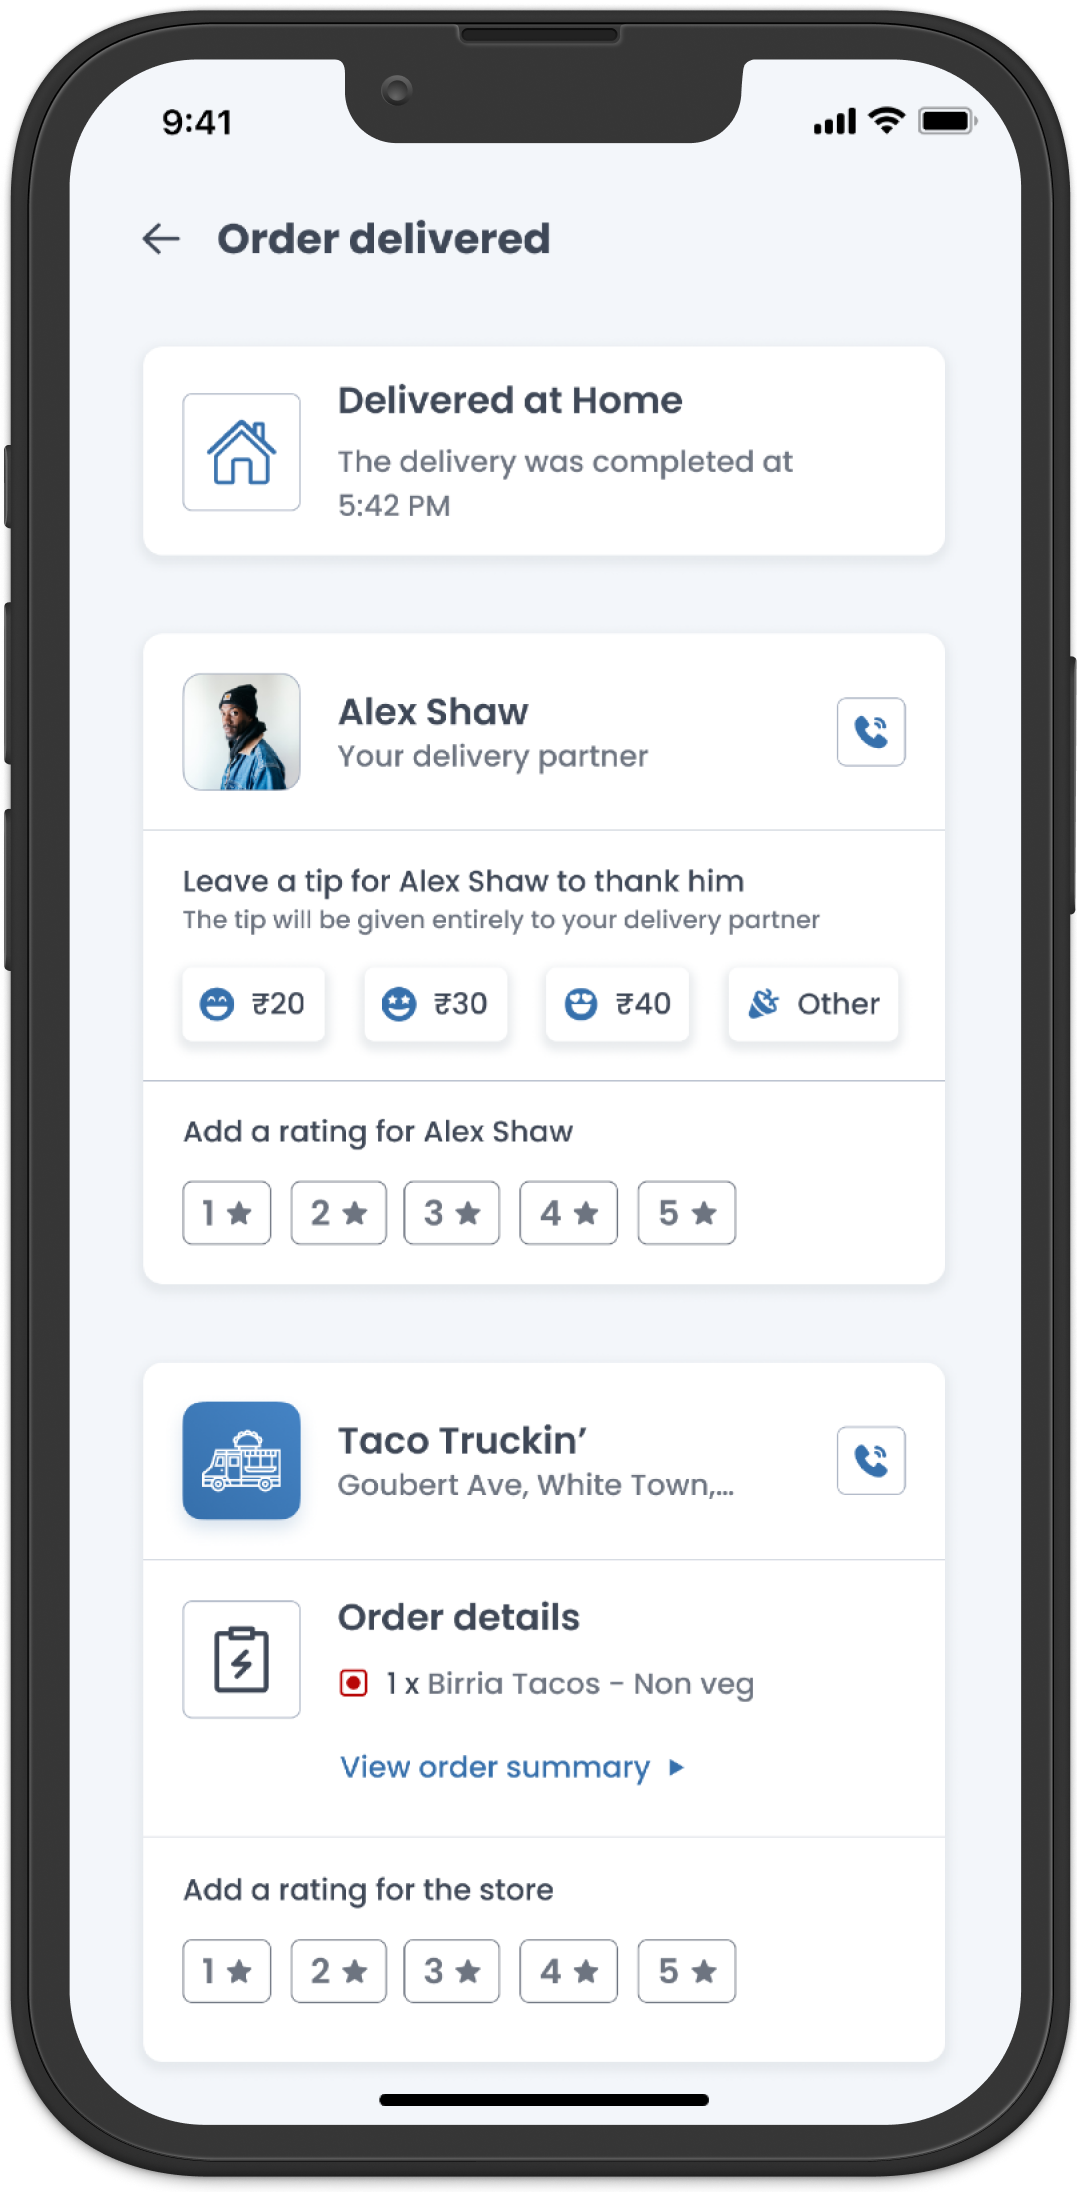 9:41
Order delivered
Delivered at Home
The delivery was completed at
5:42 PM
Alex Shaw
Your delivery partner
Leave a tip for Alex Shaw to thank him
The tip will be given entirely to your delivery partner
₹20 ₹30 ₹40 Other
Add a rating for Alex Shaw
1 ★ 2 ★ 3 ★ 4 ★ 5 ★
Taco Truckin’
Goubert Ave, White Town,...
Order details
1 x Birria Tacos - Non veg
View order summary ▶
Add a rating for the store
1 ★ 2 ★ 3 ★ 4 ★ 5 ★